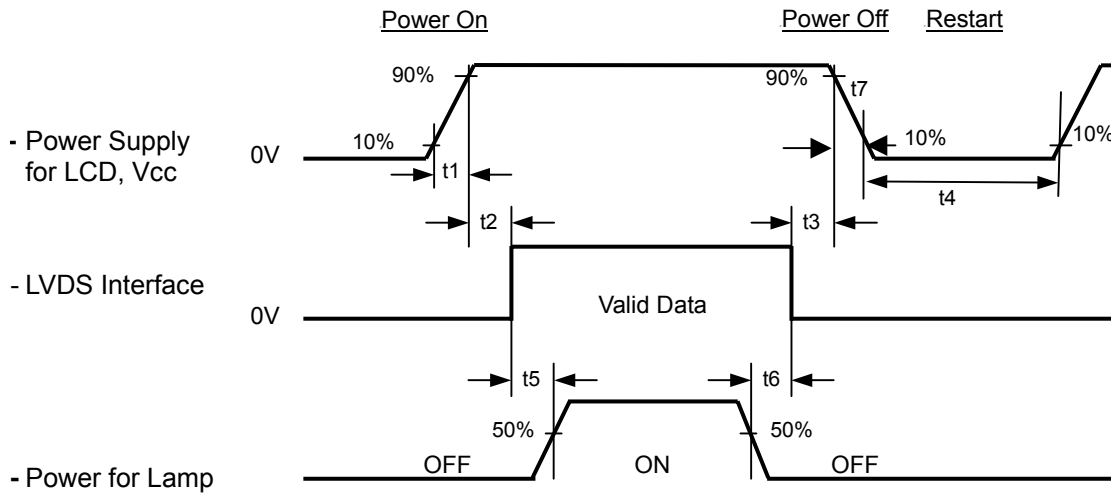 Power On
Power Off
Restart
90%
90%
t7
- Power Supply
for LCD, Vcc
0V
10%
10%
10%
t1
t4
t2
t3
- LVDS Interface
0V
Valid Data
t5
t6
50%
50%
- Power for Lamp
OFF
ON
OFF